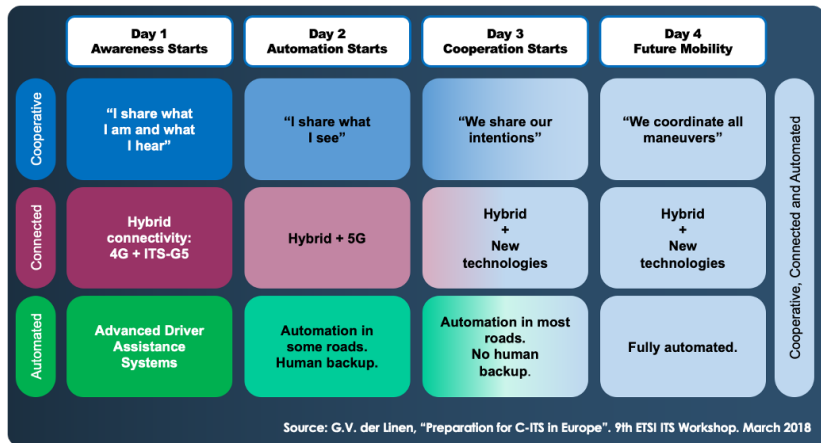 Day 1
Awareness Starts
Day 2
Automation Starts
Day 3
Cooperation Starts
Day 4
Future Mobility
Cooperative
“I share what
I am and what
I hear”
“I share what
I see”
“We share our
intentions”
“We coordinate all
maneuvers”
Connected
Hybrid
connectivity:
4G + ITS-G5
Hybrid + 5G
Hybrid
+
New
technologies
Hybrid
+
New
technologies
Automated
Advanced Driver
Assistance
Systems
Automation in
some roads.
Human backup.
Automation in most
roads.
No human
backup.
Fully automated.
Cooperative, Connected and Automated
Source: G.V. der Linen, “Preparation for C-ITS in Europe”. 9th ETSI ITS Workshop. March 2018